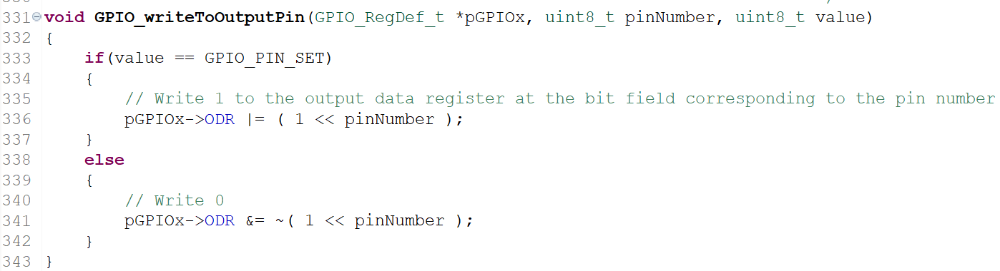 331 void GPIO_writeToOutputPin(GPIO_RegDef_t *pGPIOx, uint8_t pinNumber, uint8_t value)
332 {
333     if(value == GPIO_PIN_SET)
334     {
335         // Write 1 to the output data register at the bit field corresponding to the pin number
336         pGPIOx->ODR |= ( 1 << pinNumber );
337     }
338     else
339     {
340         // Write 0
341         pGPIOx->ODR &= ~( 1 << pinNumber );
342     }
343 }